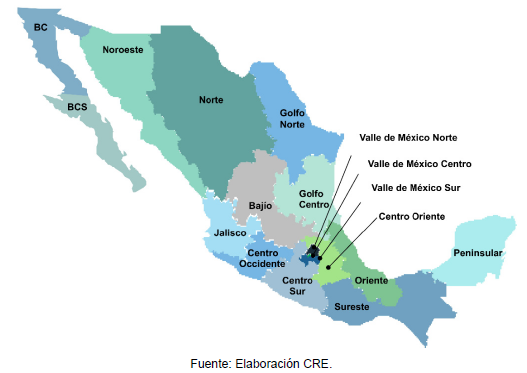 BC
Noroeste
BCS
Norte
Golfo
Norte
Valle de México Norte
Valle de México Centro
Valle de México Sur
Centro Oriente
Golfo
Centro
Bajío
Jalisco
Centro
Occidente
Centro
Sur
Oriente
Sureste
Peninsular
Fuente: Elaboración CRE.